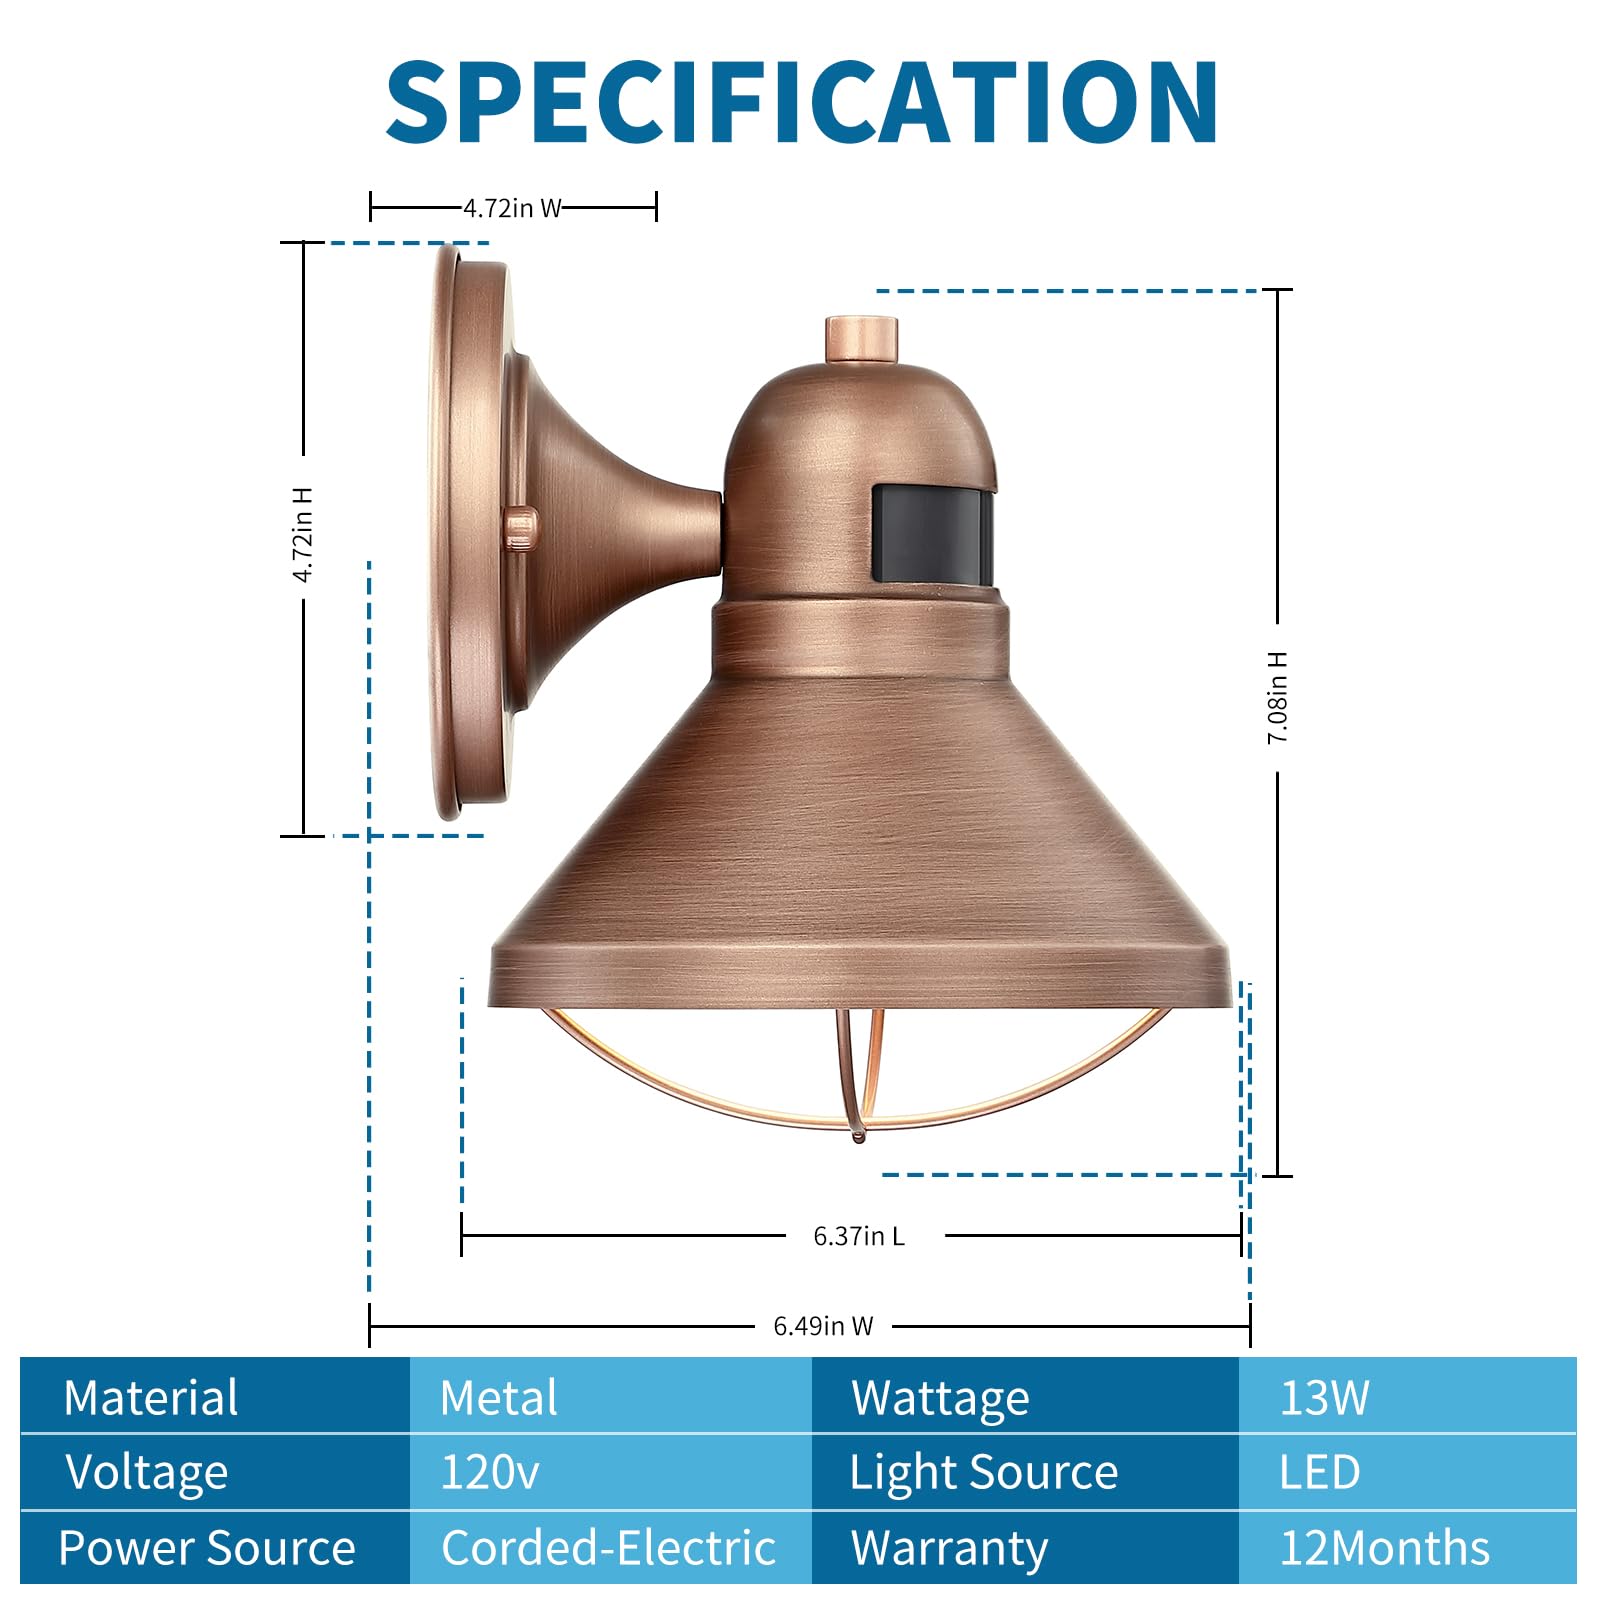 SPECIFICATION
4.72in W
4.72in H
7.08in H
6.37in L
6.49in W
Material Metal Wattage 13W
Voltage 120v Light Source LED
Power Source Corded-Electric Warranty 12Months